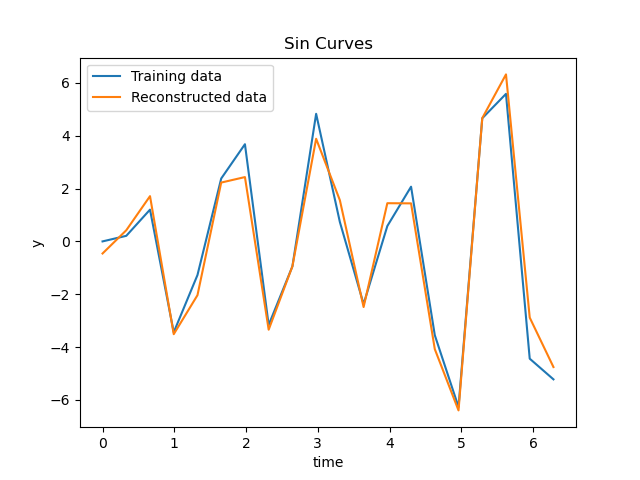 Sin Curves
Training data
Reconstructed data
y
6
4
2
0
−2
−4
−6
0 1 2 3 4 5 6
time